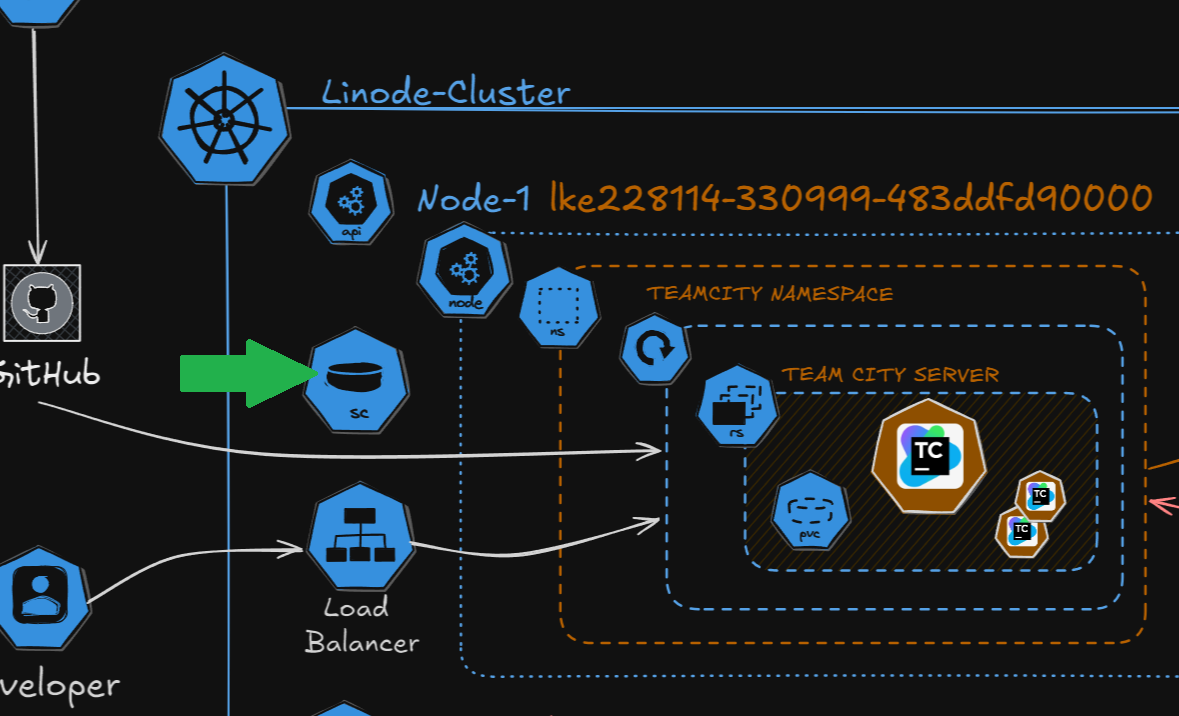 Linode-Cluster
api
Node-1 lke228114-330999-483ddfd90000
node
ns
TEAMCITY NAMESPACE
GitHub
sc
TEAM CITY SERVER
rs
TC
TC
TC
pvc
Load
Balancer
veloper